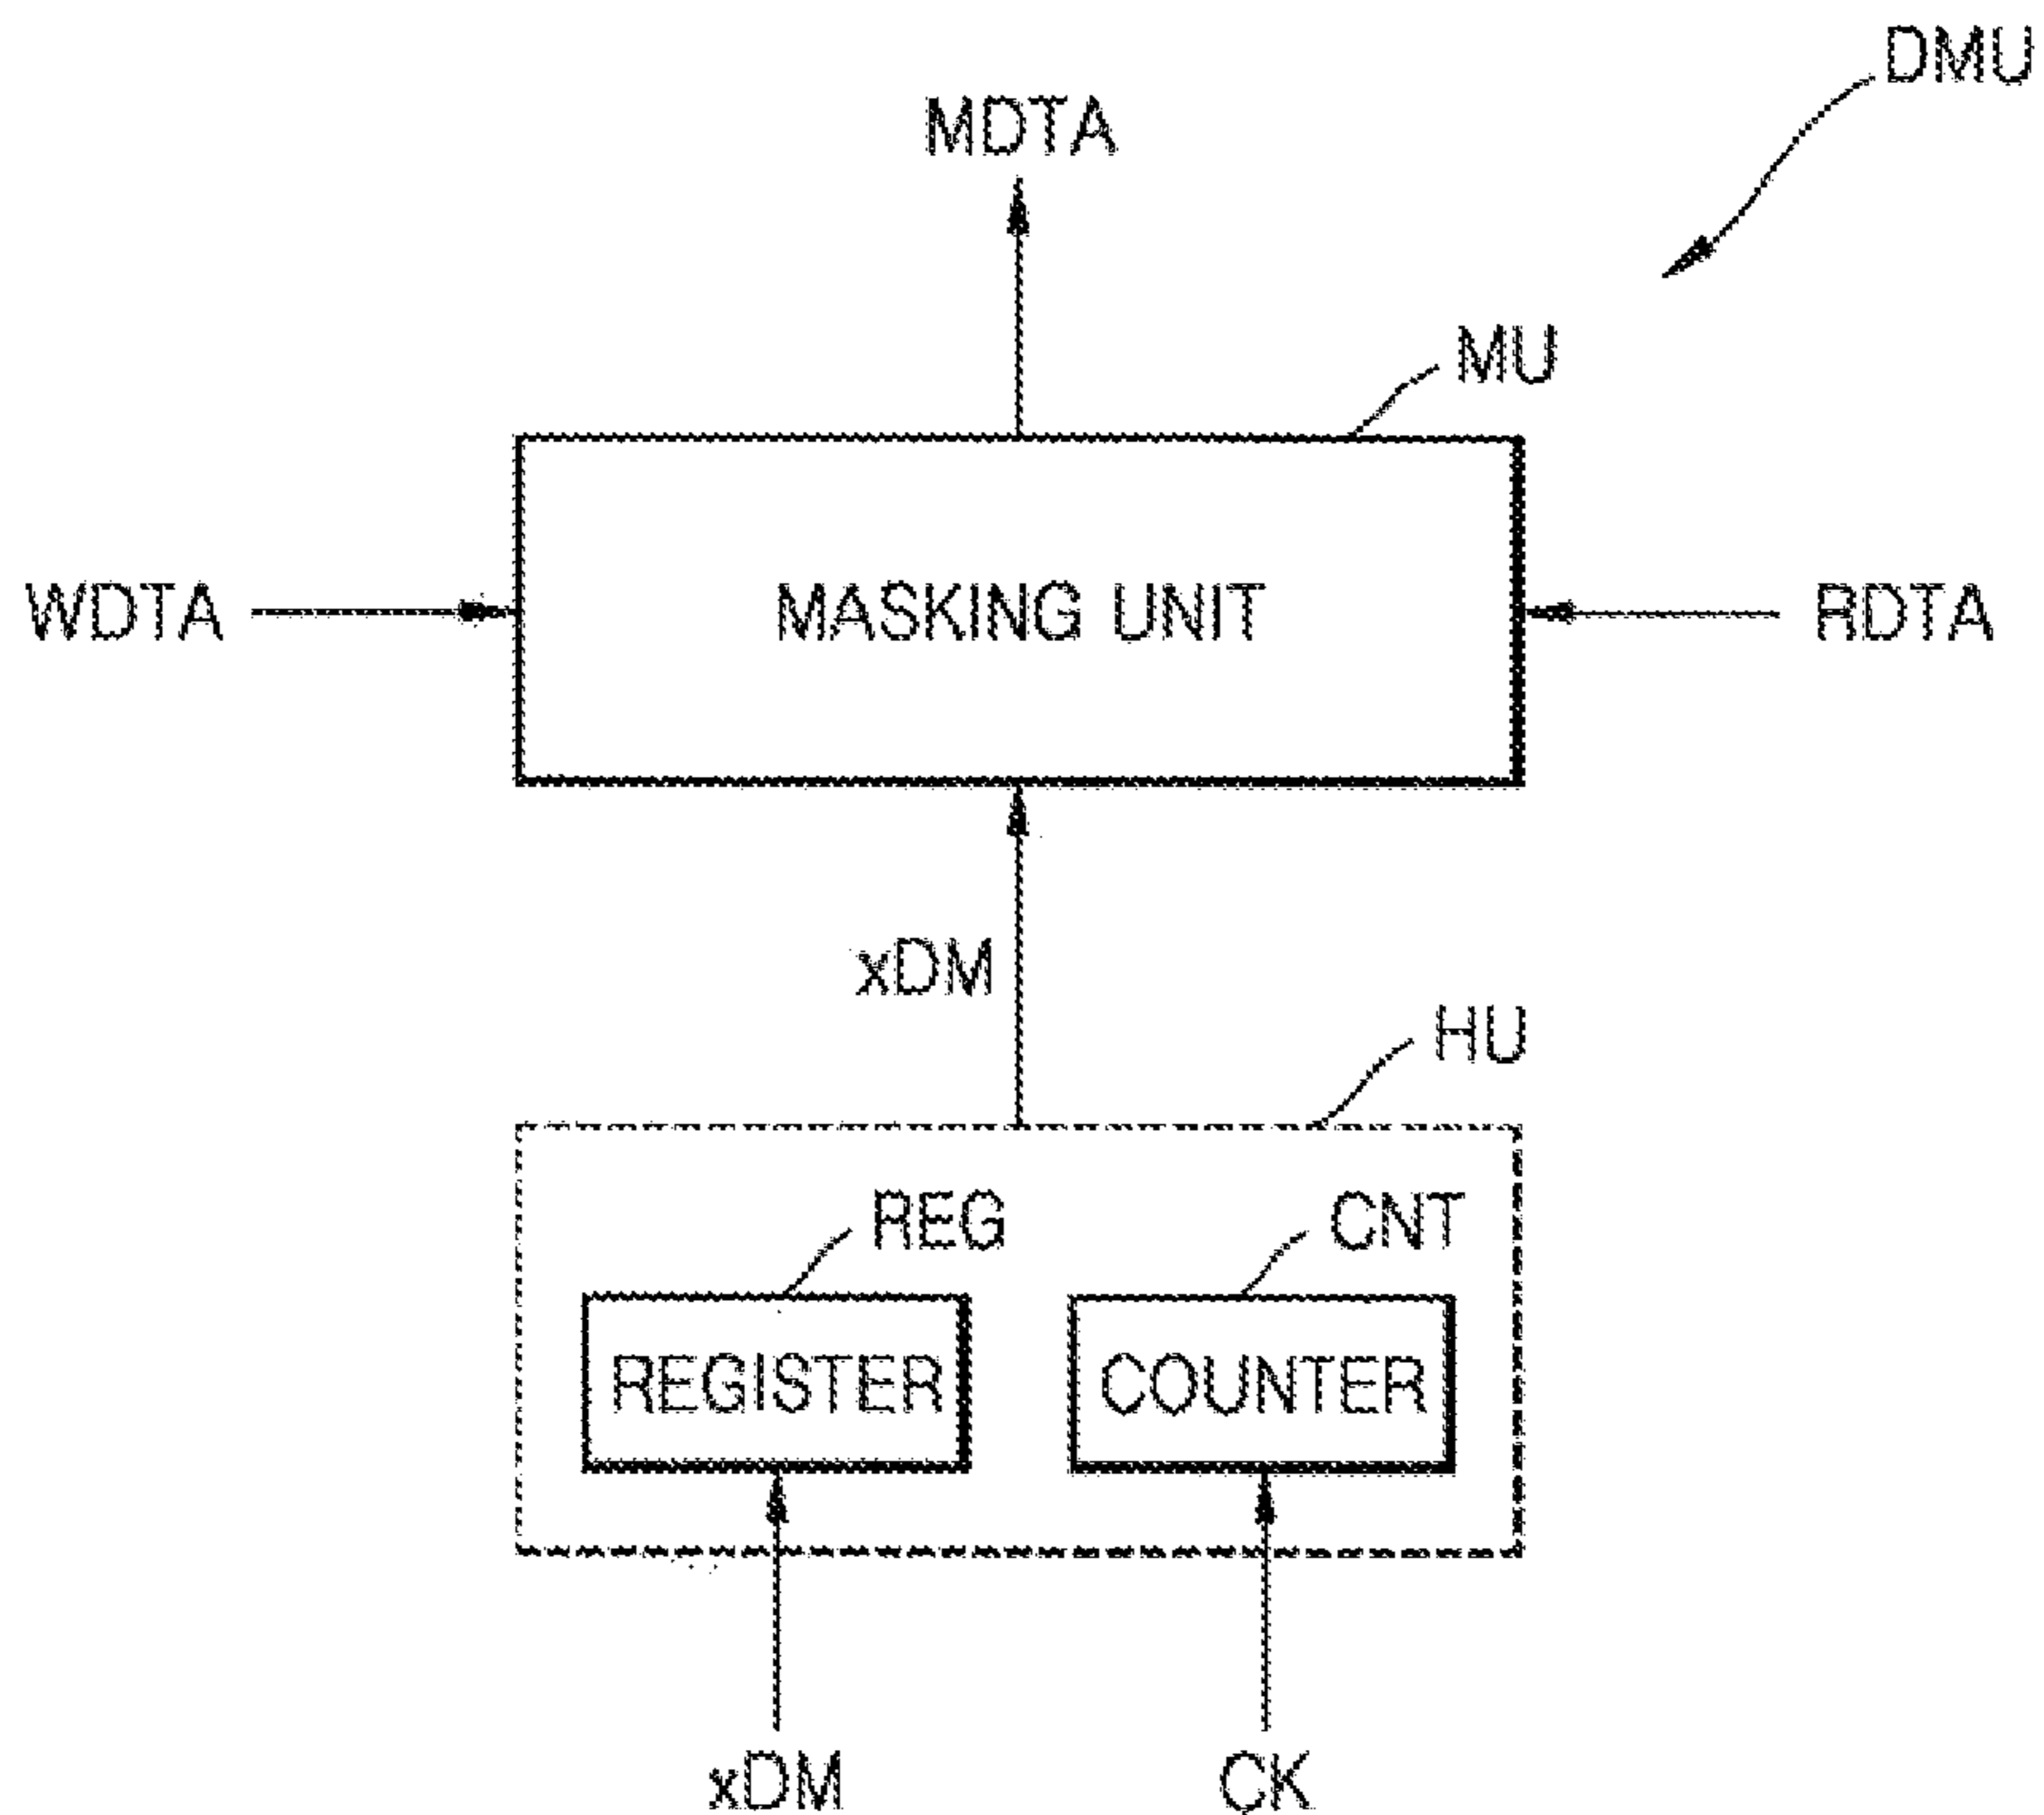 DMU
MDTA
MU
WDTA
MASKING UNIT
RDTA
xDM
HU
REG
CNT
REGISTER
COUNTER
xDM
CK